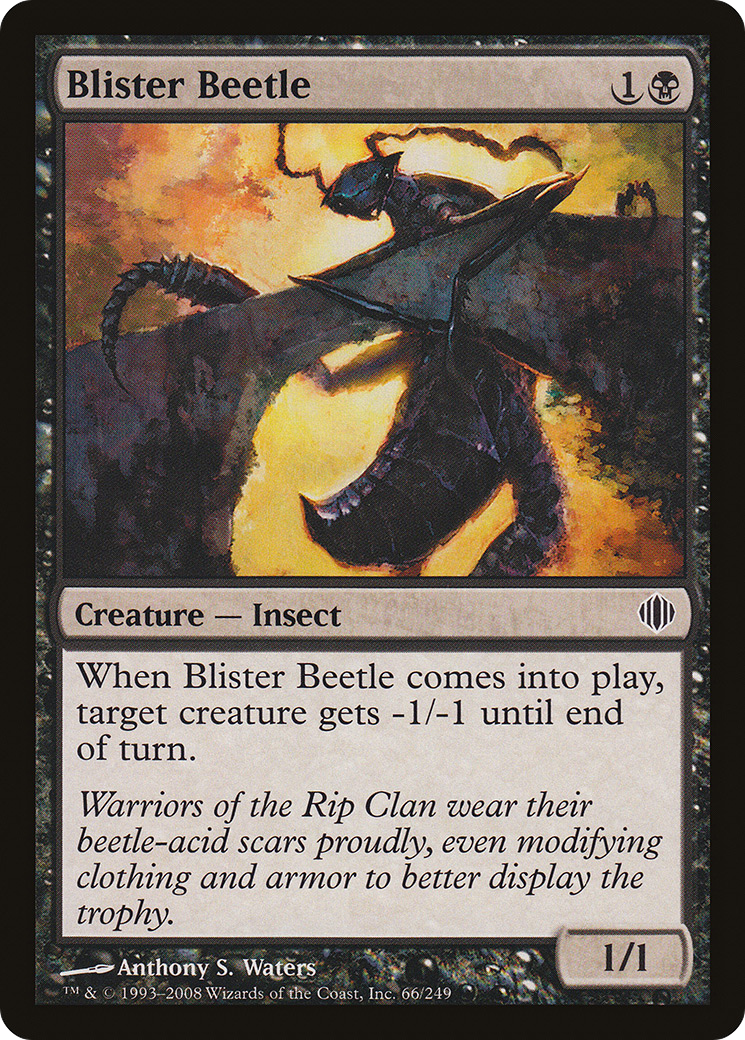 Blister Beetle 1
Creature — Insect
When Blister Beetle comes into play,
target creature gets -1/-1 until end
of turn.
Warriors of the Rip Clan wear their
beetle-acid scars proudly, even modifying
clothing and armor to better display the
trophy.
1/1
Anthony S. Waters
™ & © 1993–2008 Wizards of the Coast, Inc. 66/249